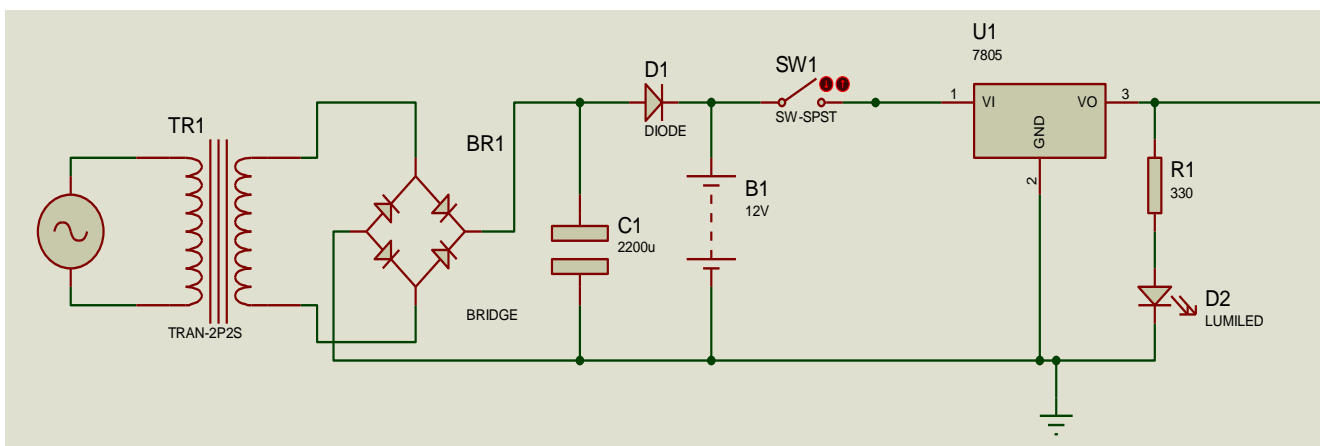 TR1
TRAN-2P2S
BR1
BRIDGE
C1
2200u
D1
DIODE
B1
12V
SW1
SW-SPST
U1
7805
1
VI
VO
3
GND
2
R1
330
D2
LUMILED